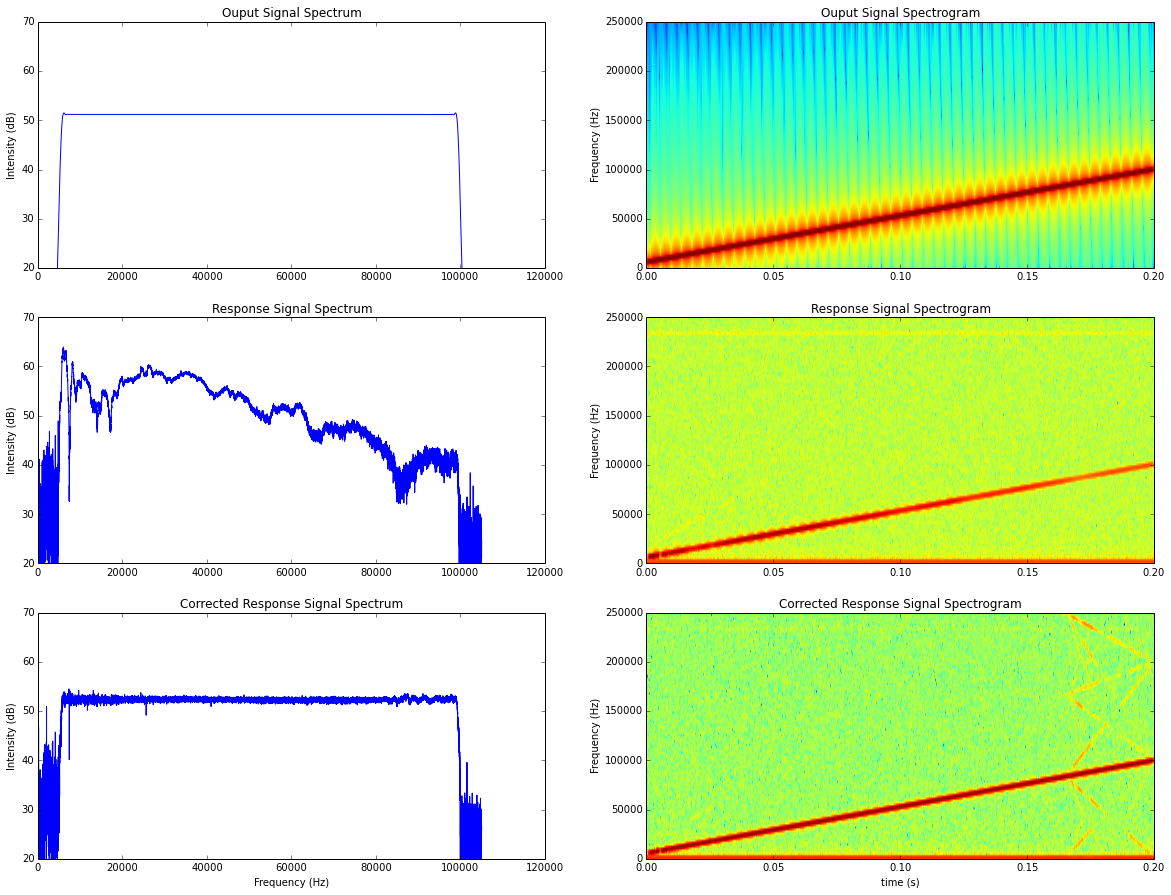 Ouput Signal Spectrum
Intensity (dB)
70
60
50
40
30
20
0 20000 40000 60000 80000 100000 120000
Ouput Signal Spectrogram
Frequency (Hz)
250000
200000
150000
100000
50000
0
0.00 0.05 0.10 0.15 0.20
Response Signal Spectrum
Intensity (dB)
70
60
50
40
30
20
0 20000 40000 60000 80000 100000 120000
Response Signal Spectrogram
Frequency (Hz)
250000
200000
150000
100000
50000
0
0.00 0.05 0.10 0.15 0.20
Corrected Response Signal Spectrum
Intensity (dB)
70
60
50
40
30
20
0 20000 40000 60000 80000 100000 120000
Frequency (Hz)
Corrected Response Signal Spectrogram
Frequency (Hz)
250000
200000
150000
100000
50000
0
0.00 0.05 0.10 0.15 0.20
time (s)